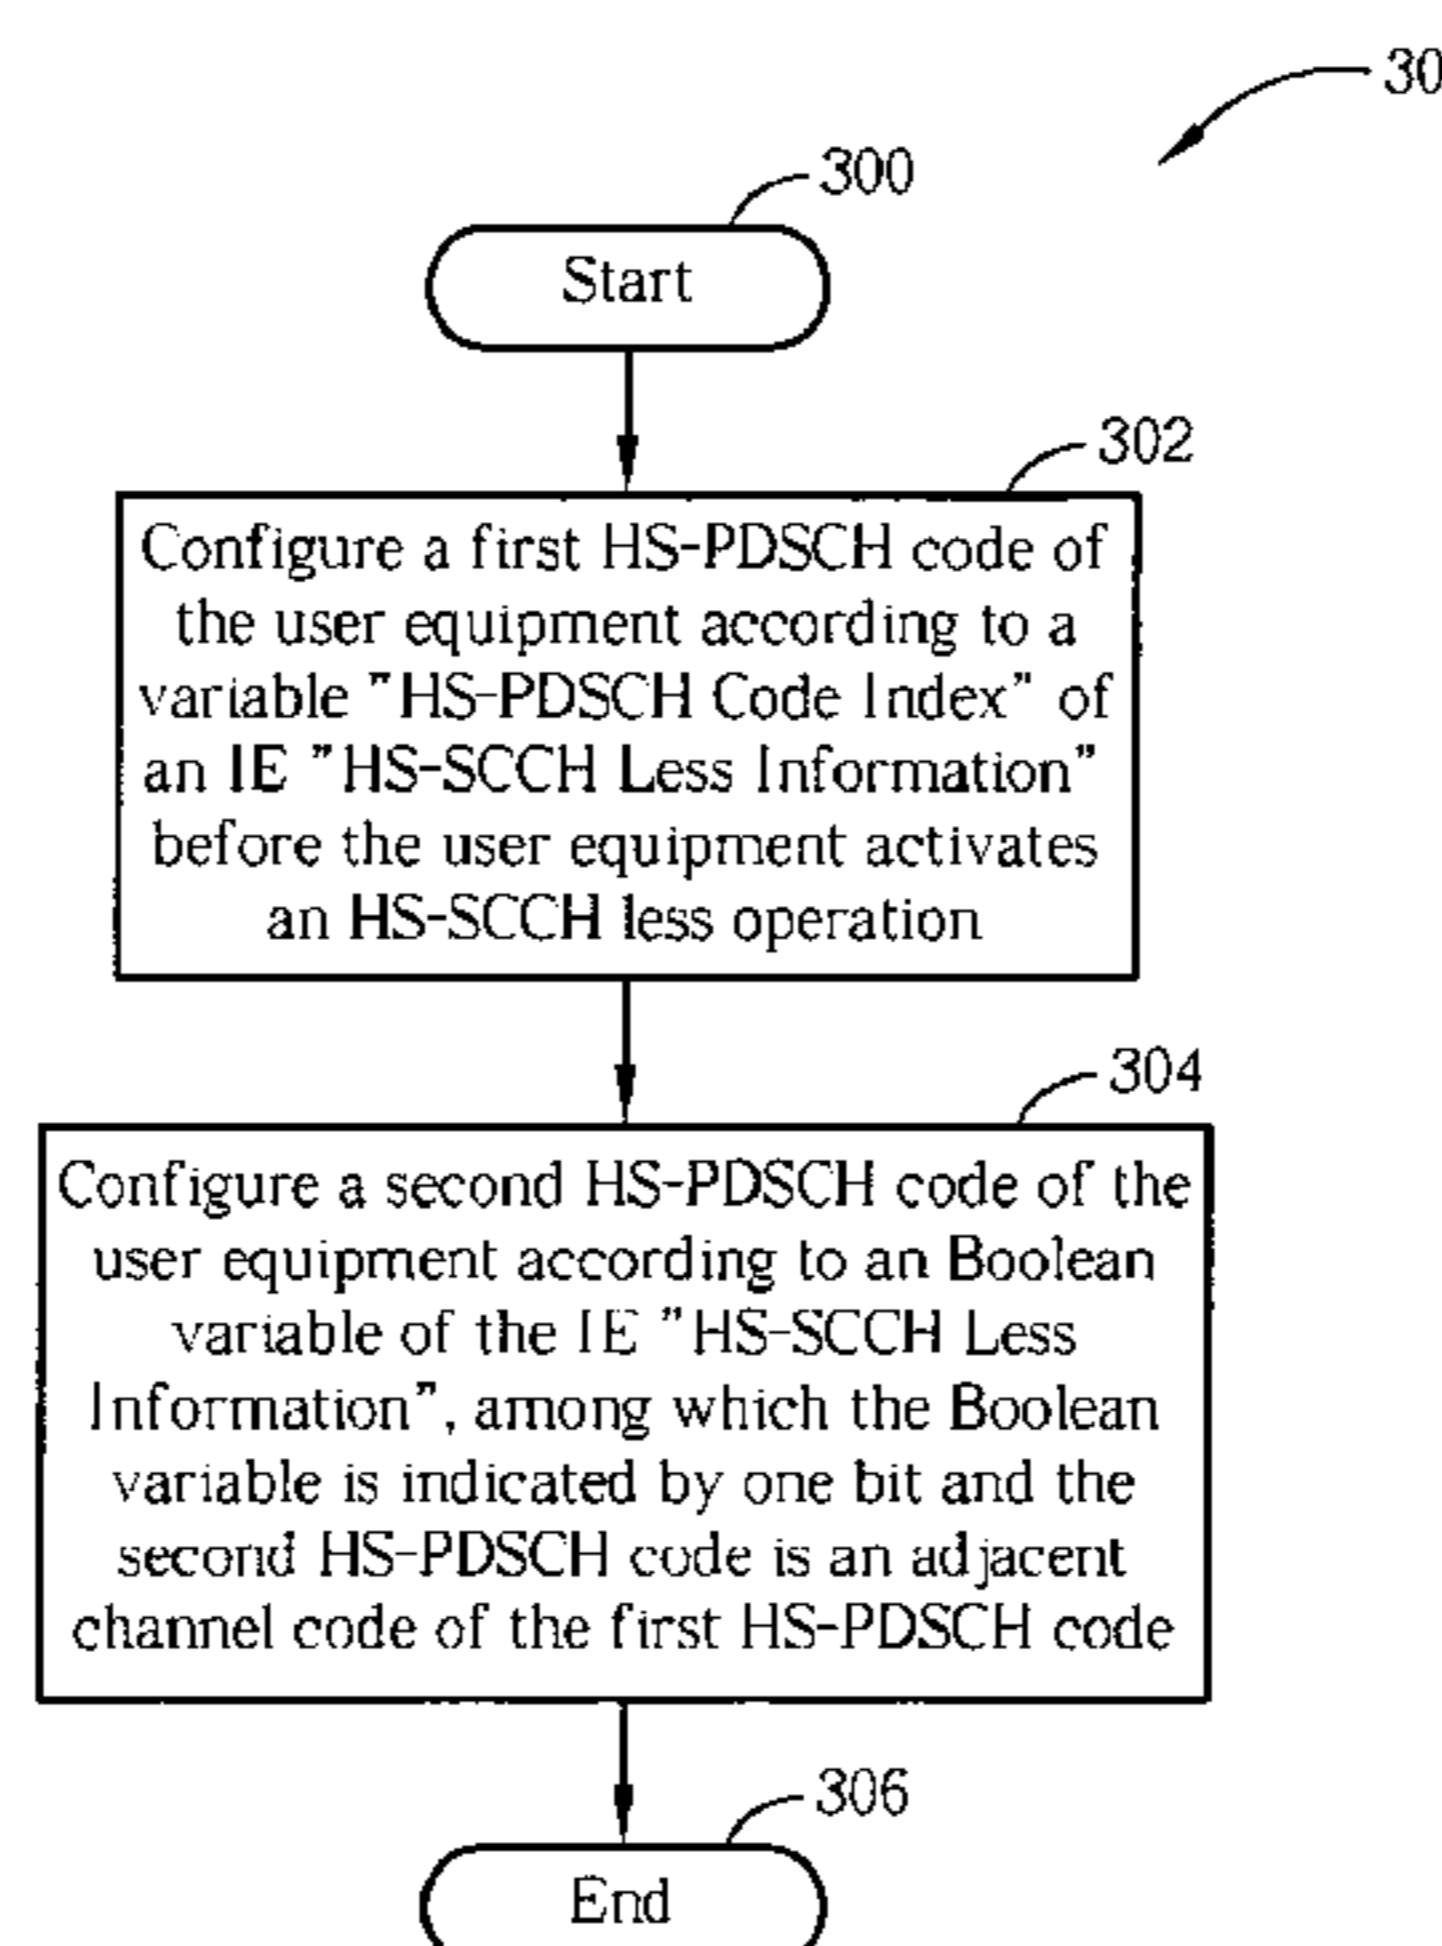 30
300
Start
302
Configure a first HS-PDSCH code of
the user equipment according to a
variable "HS-PDSCH Code Index" of
an IE "HS-SCCH Less Information"
before the user equipment activates
an HS-SCCH less operation
304
Configure a second HS-PDSCH code of the
user equipment according to an Boolean
variable of the IE "HS-SCCH Less
Information", among which the Boolean
variable is indicated by one bit and the
second HS-PDSCH code is an adjacent
channel code of the first HS-PDSCH code
306
End